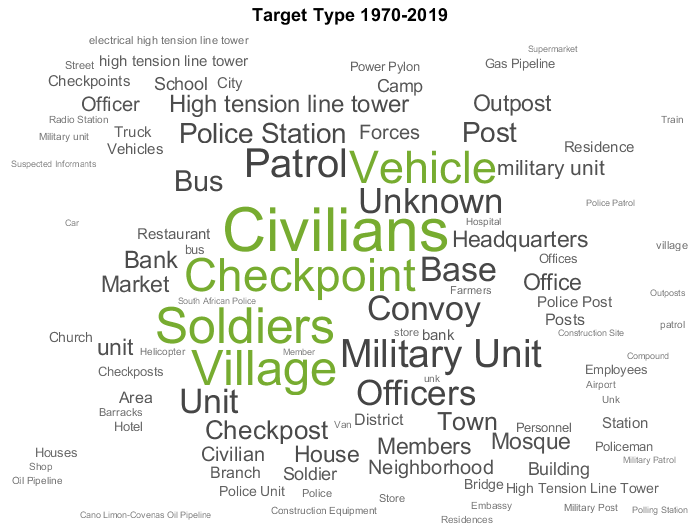 Target Type 1970-2019
electrical high tension line tower
Supermarket
Street
high tension line tower
Power Pylon
Gas Pipeline
Checkpoints
School
City
Camp
Officer
High tension line tower
Outpost
Radio Station
Train
Military unit
Truck
Police Station
Forces
Post
Vehicles
Residence
Suspected Informants
Patrol
Vehicle
military unit
Bus
Unknown
Police Patrol
Car
Civilians
Hospital
Restaurant
Headquarters
village
bus
Bank
Checkpoint
Base
Offices
Market
Farmers
Office
Outposts
South African Police
Convoy
Police Post
Posts
Soldiers
store
bank
Construction Site
patrol
Church
unit
Helicopter
Member
Military Unit
Compound
Checkposts
Village
unk
Employees
Airport
Area
Unit
Officers
Unk
Barracks
Hotel
Checkpost
Van
District
Town
Personnel
Station
Houses
Civilian
House
Members
Mosque
Policeman
Shop
Branch
Soldier
Neighborhood
Building
Military Patrol
Oil Pipeline
Police Unit
Police
Store
Bridge
High Tension Line Tower
Cano Limon-Covenas Oil Pipeline
Construction Equipment
Embassy
Military Post
Polling Station
Residences